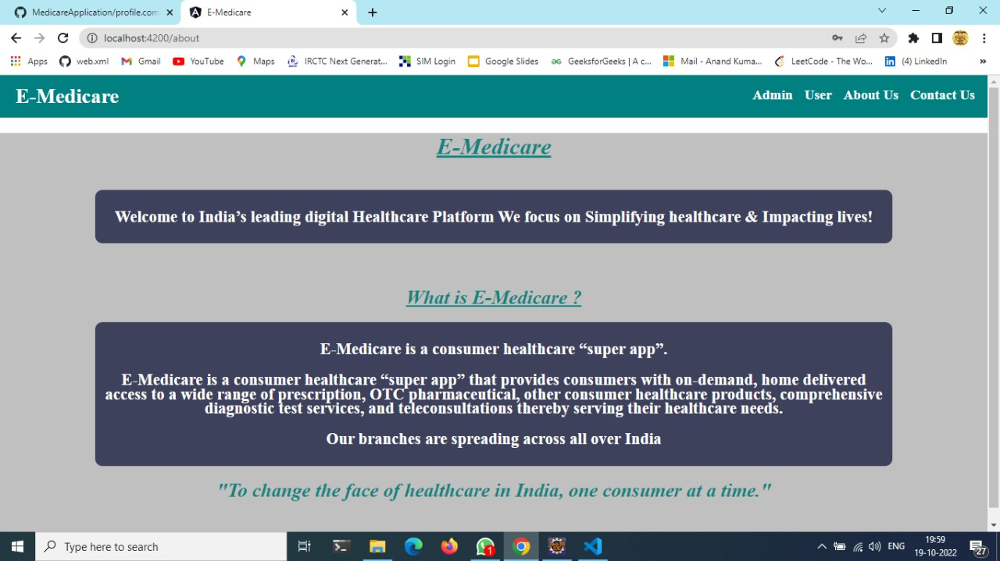 MedicareApplication/profile.com
E-Medicare
localhost:4200/about
Apps web.xml Gmail YouTube Maps IRCTC Next Generat... SIM Login Google Slides GeeksforGeeks | A c... Mail - Anand Kuma... LeetCode - The Wo... (4) LinkedIn »
E-Medicare Admin User About Us Contact Us
E-Medicare
Welcome to India’s leading digital Healthcare Platform We focus on Simplifying healthcare & Impacting lives!
What is E-Medicare ?
E-Medicare is a consumer healthcare “super app”.
E-Medicare is a consumer healthcare “super app” that provides consumers with on-demand, home delivered
access to a wide range of prescription, OTC pharmaceutical, other consumer healthcare products, comprehensive
diagnostic test services, and teleconsultations thereby serving their healthcare needs.
Our branches are spreading across all over India
"To change the face of healthcare in India, one consumer at a time."
Type here to search
1
ENG
19:59
19-10-2022
27